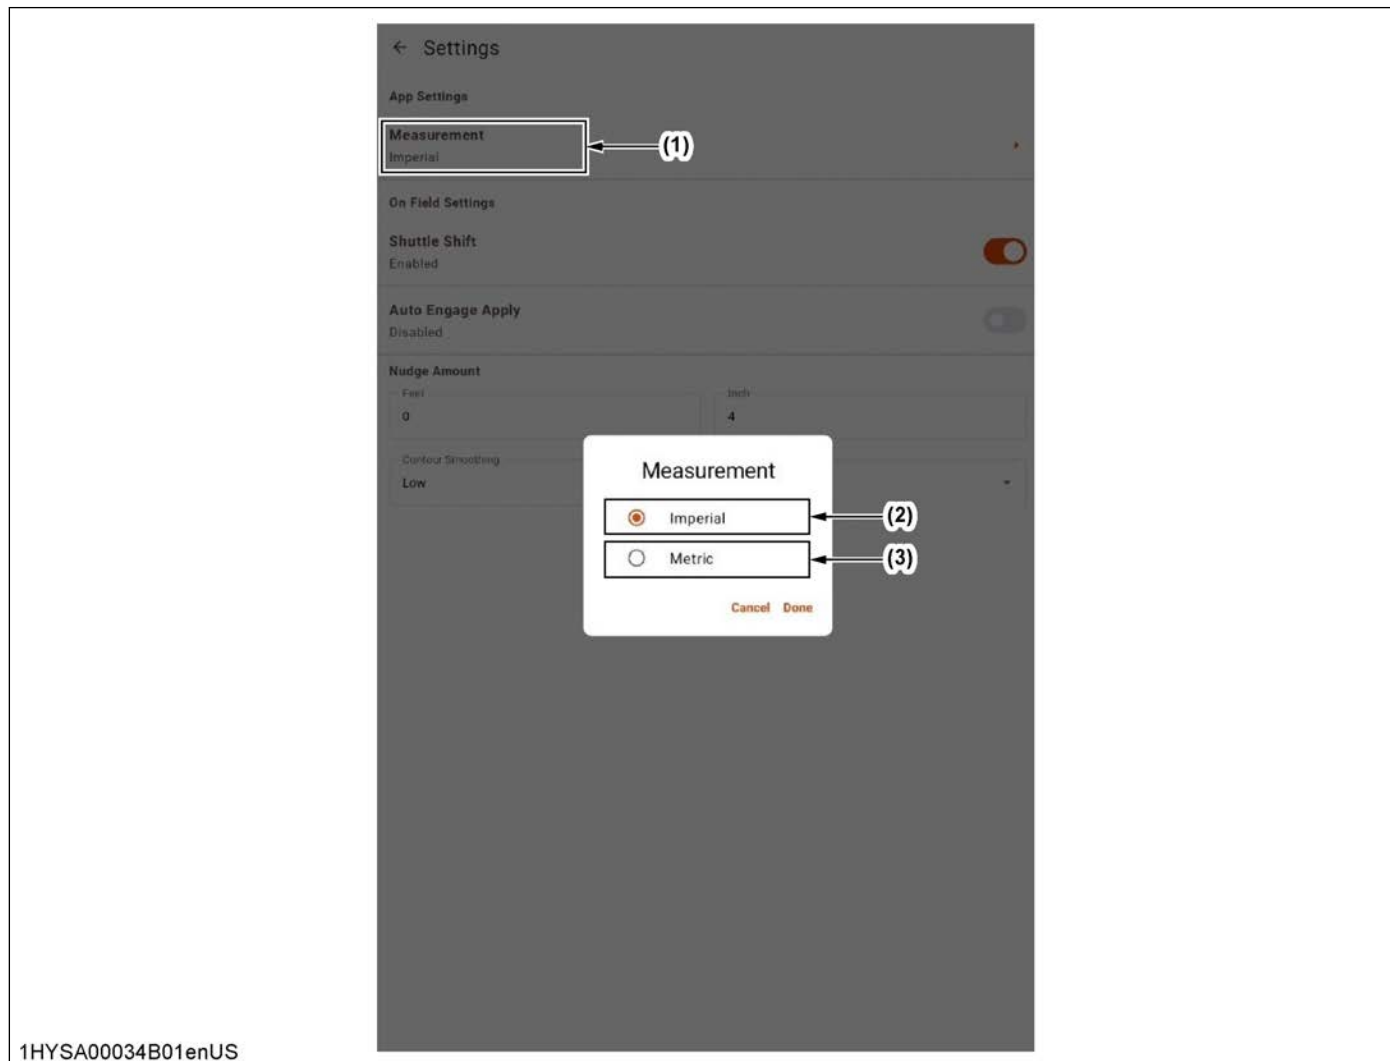 Settings
App Settings
Measurement
Imperial
(1)
On Field Settings
Shuttle Shift
Enabled
Auto Engage Apply
Disabled
Nudge Amount
Feet
Inch
0
4
Contour Smoothing
Low
Measurement
Imperial
(2)
Metric
(3)
Cancel Done
1HYSA00034B01enUS